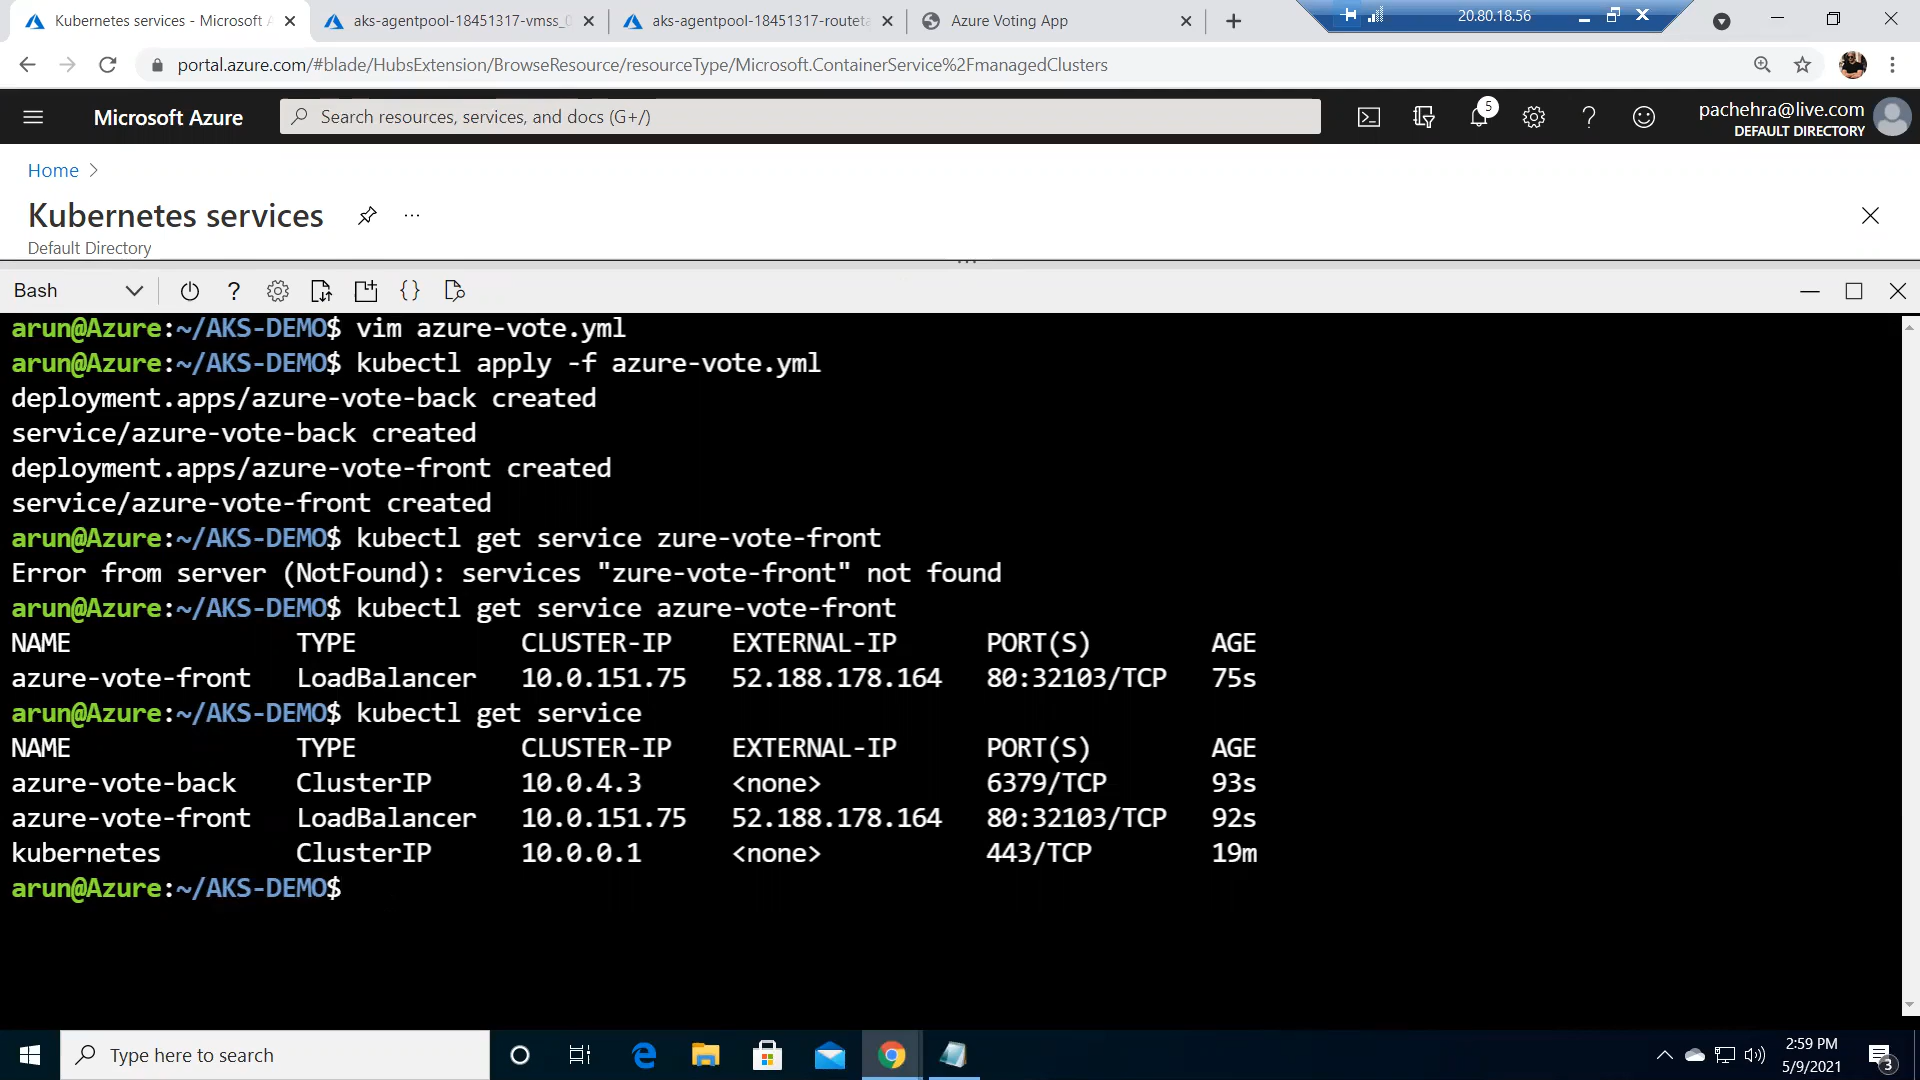 Kubernetes services - Microsoft A
aks-agentpool-18451317-vmss_0
aks-agentpool-18451317-routeta
Azure Voting App
20.80.18.56
portal.azure.com/#blade/HubsExtension/BrowseResource/resourceType/Microsoft.ContainerService%2FmanagedClusters
Microsoft Azure
Search resources, services, and docs (G+/)
5
pachehra@live.com
DEFAULT DIRECTORY
Home >
Kubernetes services
Default Directory
Bash
arun@Azure:~/AKS-DEMO$ vim azure-vote.yml
arun@Azure:~/AKS-DEMO$ kubectl apply -f azure-vote.yml
deployment.apps/azure-vote-back created
service/azure-vote-back created
deployment.apps/azure-vote-front created
service/azure-vote-front created
arun@Azure:~/AKS-DEMO$ kubectl get service zure-vote-front
Error from server (NotFound): services "zure-vote-front" not found
arun@Azure:~/AKS-DEMO$ kubectl get service azure-vote-front
NAME TYPE CLUSTER-IP EXTERNAL-IP PORT(S) AGE
azure-vote-front LoadBalancer 10.0.151.75 52.188.178.164 80:32103/TCP 75s
arun@Azure:~/AKS-DEMO$ kubectl get service
NAME TYPE CLUSTER-IP EXTERNAL-IP PORT(S) AGE
azure-vote-back ClusterIP 10.0.4.3 <none> 6379/TCP 93s
azure-vote-front LoadBalancer 10.0.151.75 52.188.178.164 80:32103/TCP 92s
kubernetes ClusterIP 10.0.0.1 <none> 443/TCP 19m
arun@Azure:~/AKS-DEMO$
Type here to search
2:59 PM
5/9/2021
3